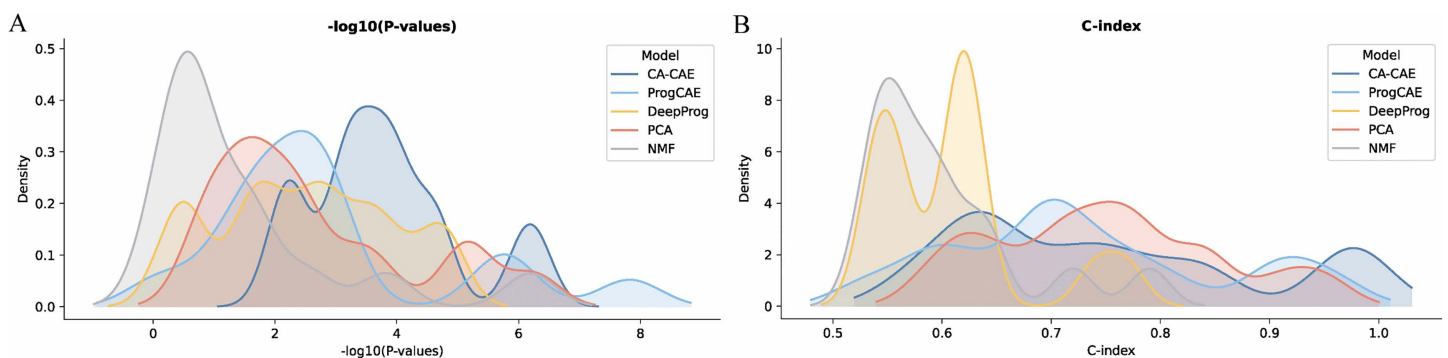 A
-log10(P-values)
0.5
0.4
0.3
0.2
0.1
0.0
Density
0
2
4
6
8
-log10(P-values)
Model
CA-CAE
ProgCAE
DeepProg
PCA
NMF
B
C-index
10
8
6
4
2
0
Density
0.5
0.6
0.7
0.8
0.9
1.0
C-index
Model
CA-CAE
ProgCAE
DeepProg
PCA
NMF